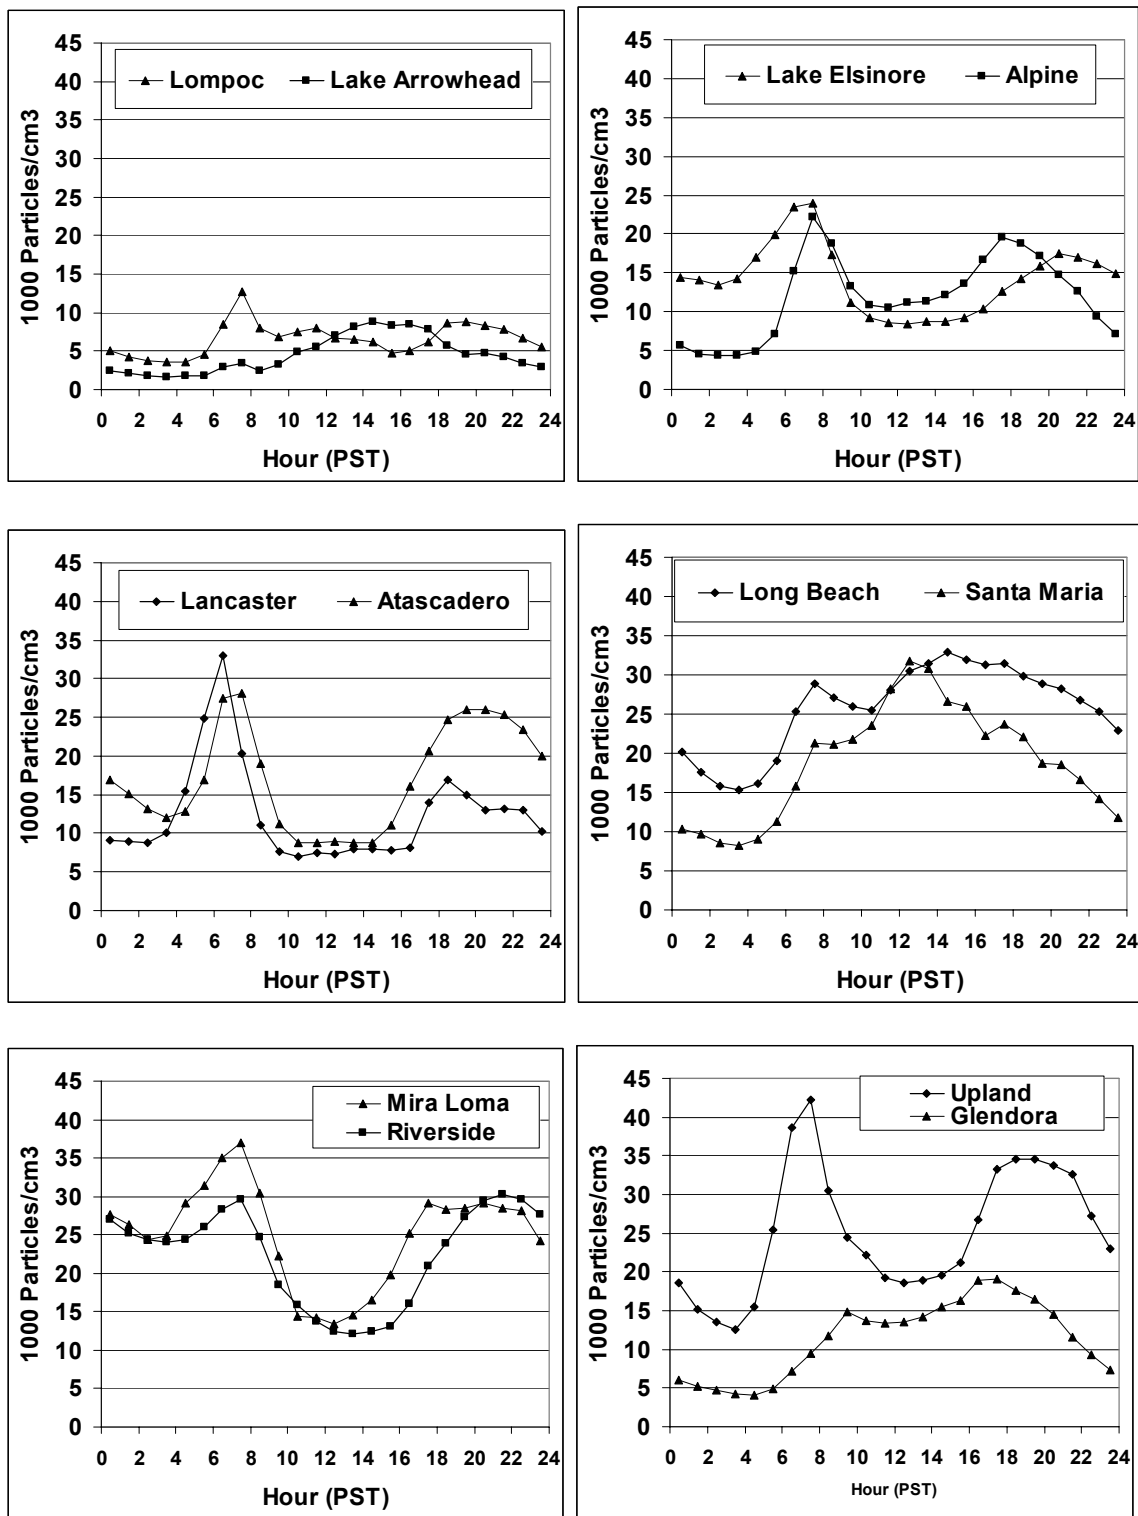 1000 Particles/cm3
45
40
35
30
25
20
15
10
5
0
Lompoc Lake Arrowhead
0 2 4 6 8 10 12 14 16 18 20 22 24
Hour (PST)
1000 Particles/cm3
45
40
35
30
25
20
15
10
5
0
Lake Elsinore Alpine
0 2 4 6 8 10 12 14 16 18 20 22 24
Hour (PST)
1000 Particles/cm3
45
40
35
30
25
20
15
10
5
0
Lancaster Atascadero
0 2 4 6 8 10 12 14 16 18 20 22 24
Hour (PST)
1000 Particles/cm3
45
40
35
30
25
20
15
10
5
0
Long Beach Santa Maria
0 2 4 6 8 10 12 14 16 18 20 22 24
Hour (PST)
1000 Particles/cm3
45
40
35
30
25
20
15
10
5
0
Mira Loma
Riverside
0 2 4 6 8 10 12 14 16 18 20 22 24
Hour (PST)
1000 Particles/cm3
45
40
35
30
25
20
15
10
5
0
Upland
Glendora
0 2 4 6 8 10 12 14 16 18 20 22 24
Hour (PST)